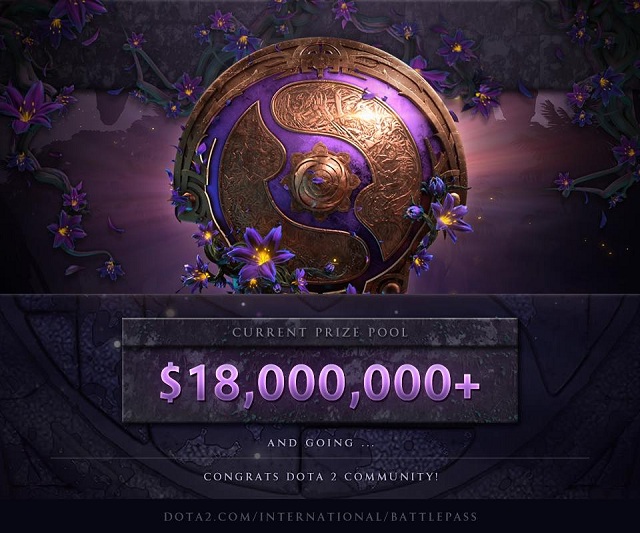 CURRENT PRIZE POOL
$18,000,000+
AND GOING ...
CONGRATS DOTA 2 COMMUNITY!
DOTA2.COM/INTERNATIONAL/BATTLEPASS